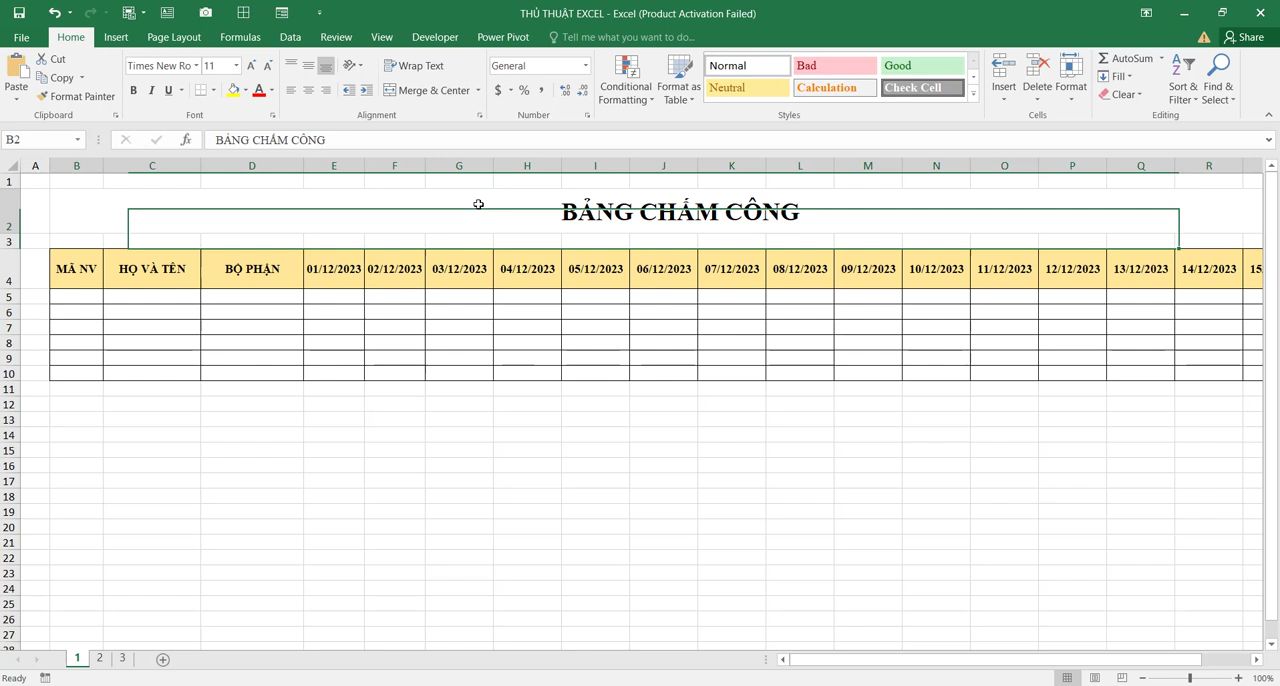 THỦ THUẬT EXCEL - Excel (Product Activation Failed)
File Home Insert Page Layout Formulas Data Review View Developer Power Pivot Tell me what you want to do... Share
Paste Cut Copy Format Painter Clipboard
Times New Ro 11 B I U Font
Wrap Text Merge & Center Alignment
General $ % , Number
Conditional Formatting Format as Table
Normal Bad Good
Neutral Calculation Check Cell
Styles
Insert Delete Format Cells
AutoSum Fill Clear Sort & Filter Find & Select Editing
B2 fx BẢNG CHẤM CÔNG
A B C D E F G H I J K L M N O P Q R
1
2 BẢNG CHẤM CÔNG
3
4 MÃ NV HỌ VÀ TÊN BỘ PHẬN 01/12/2023 02/12/2023 03/12/2023 04/12/2023 05/12/2023 06/12/2023 07/12/2023 08/12/2023 09/12/2023 10/12/2023 11/12/2023 12/12/2023 13/12/2023 14/12/2023 15
5
6
7
8
9
10
11
12
13
14
15
16
17
18
19
20
21
22
23
24
25
26
27
28
1 2 3
Ready 100%